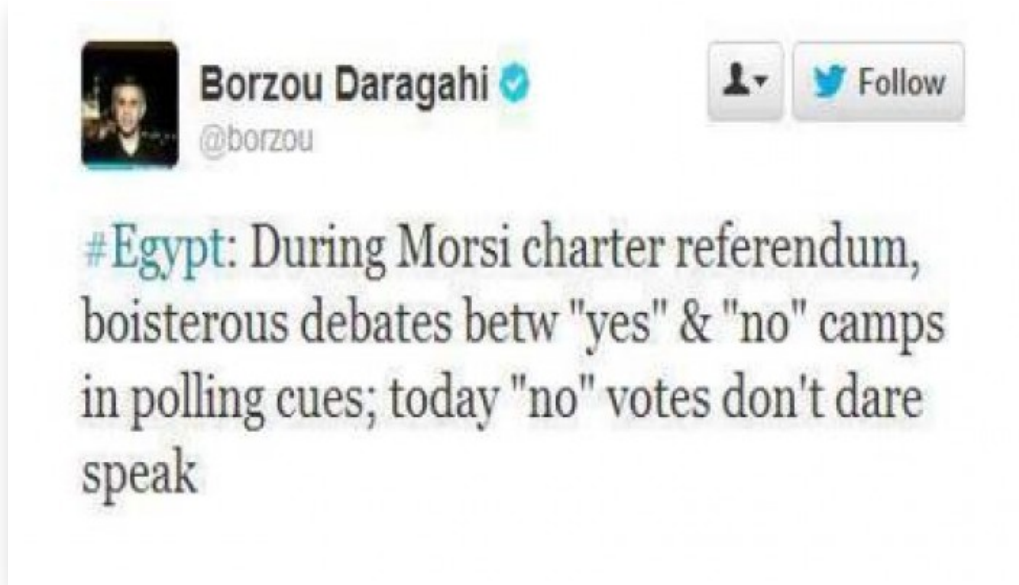 Borzou Daragahi
Follow
@borzou
#Egypt: During Morsi charter referendum,
boisterous debates betw "yes" & "no" camps
in polling cues; today "no" votes don't dare
speak